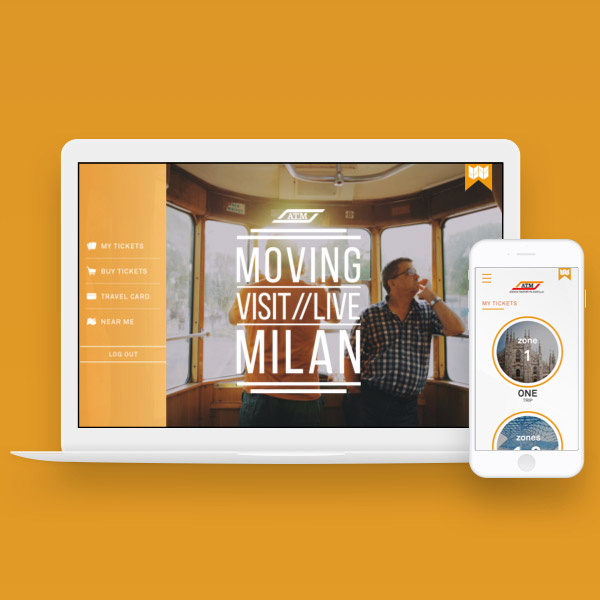 MY TICKETS
BUY TICKETS
TRAVEL CARD
NEAR ME
LOG OUT
ATM
MOVING
VISIT//LIVE
MILAN
ATM
MY TICKETS
zone
1
ONE
TRIP
zones